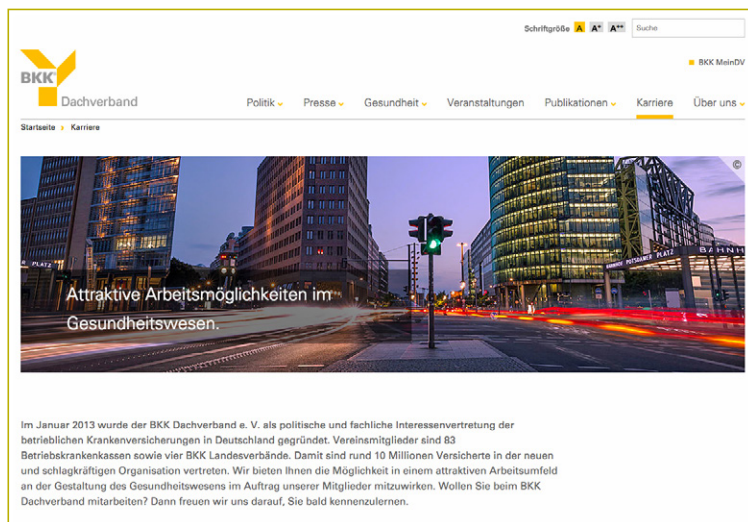 Schriftgröße A A+ A++ Suche
BKK MeinDV
BKK
Dachverband
Politik Presse Gesundheit Veranstaltungen Publikationen Karriere Über uns
Startseite Karriere
©
PLATZ
BAHNH
BAHNHOF POTSDAMER PLATZ
Attraktive Arbeitsmöglichkeiten im
Gesundheitswesen.
Im Januar 2013 wurde der BKK Dachverband e. V. als politische und fachliche Interessenvertretung der
betrieblichen Krankenversicherungen in Deutschland gegründet. Vereinsmitglieder sind 83
Betriebskrankenkassen sowie vier BKK Landesverbände. Damit sind rund 10 Millionen Versicherte in der neuen
und schlagkräftigen Organisation vertreten. Wir bieten Ihnen die Möglichkeit in einem attraktiven Arbeitsumfeld
an der Gestaltung des Gesundheitswesens im Auftrag unserer Mitglieder mitzuwirken. Wollen Sie beim BKK
Dachverband mitarbeiten? Dann freuen wir uns darauf, Sie bald kennenzulernen.